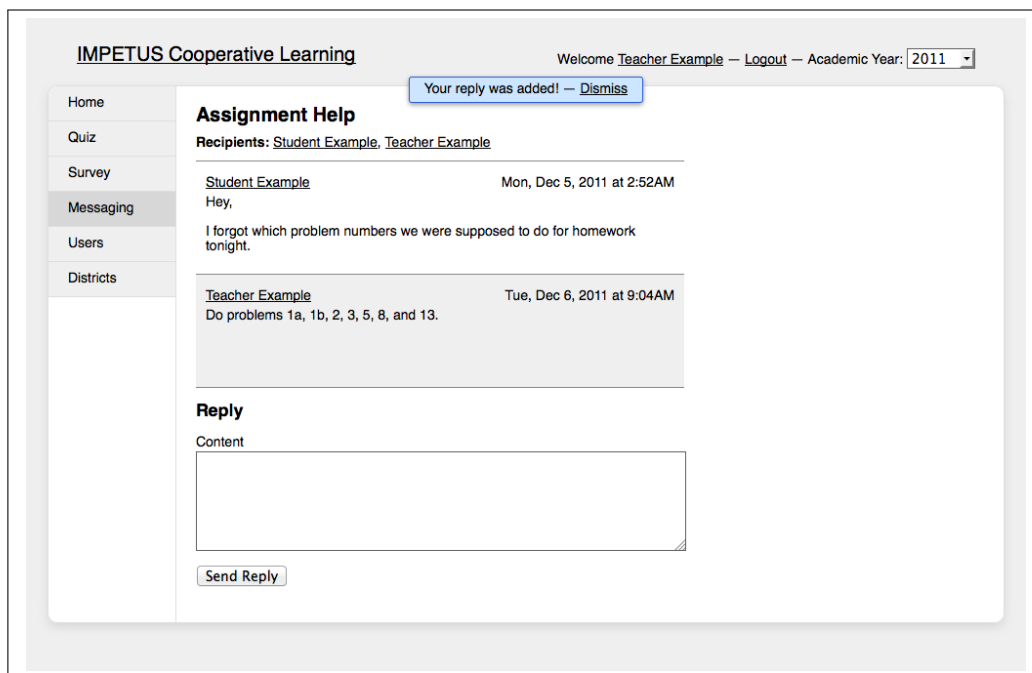 IMPETUS Cooperative Learning
Welcome Teacher Example — Logout — Academic Year: 2011
Your reply was added! — Dismiss
Home
Quiz
Survey
Messaging
Users
Districts
Assignment Help
Recipients: Student Example, Teacher Example
Student Example Mon, Dec 5, 2011 at 2:52AM
Hey,
I forgot which problem numbers we were supposed to do for homework
tonight.
Teacher Example Tue, Dec 6, 2011 at 9:04AM
Do problems 1a, 1b, 2, 3, 5, 8, and 13.
Reply
Content
Send Reply